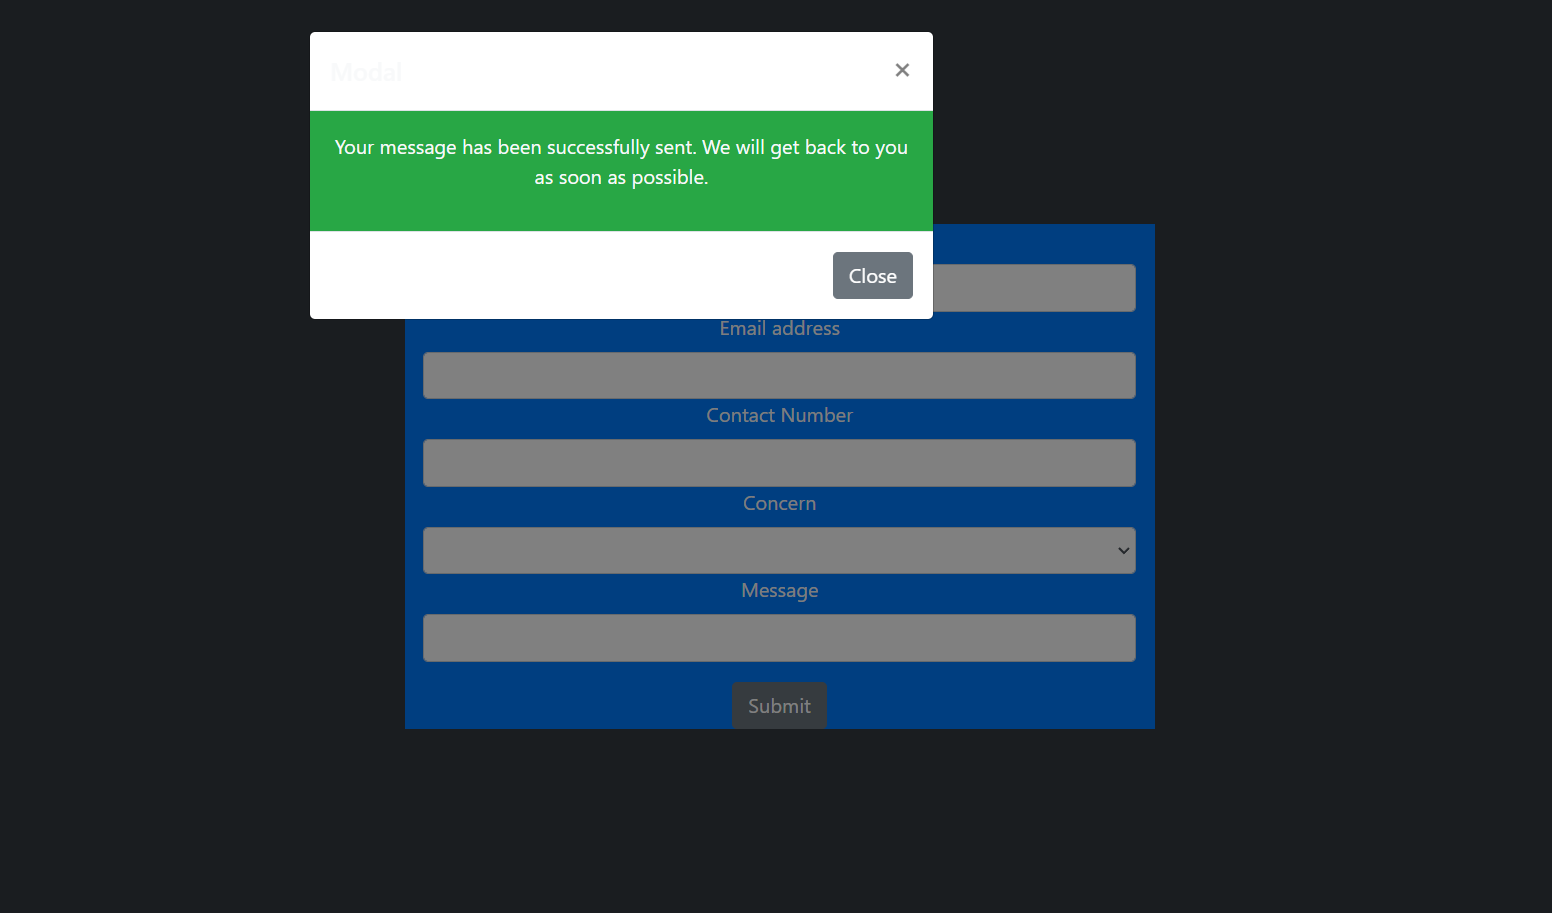 Modal
×
Your message has been successfully sent. We will get back to you
as soon as possible.
Close
Email address
Contact Number
Concern
Message
Submit